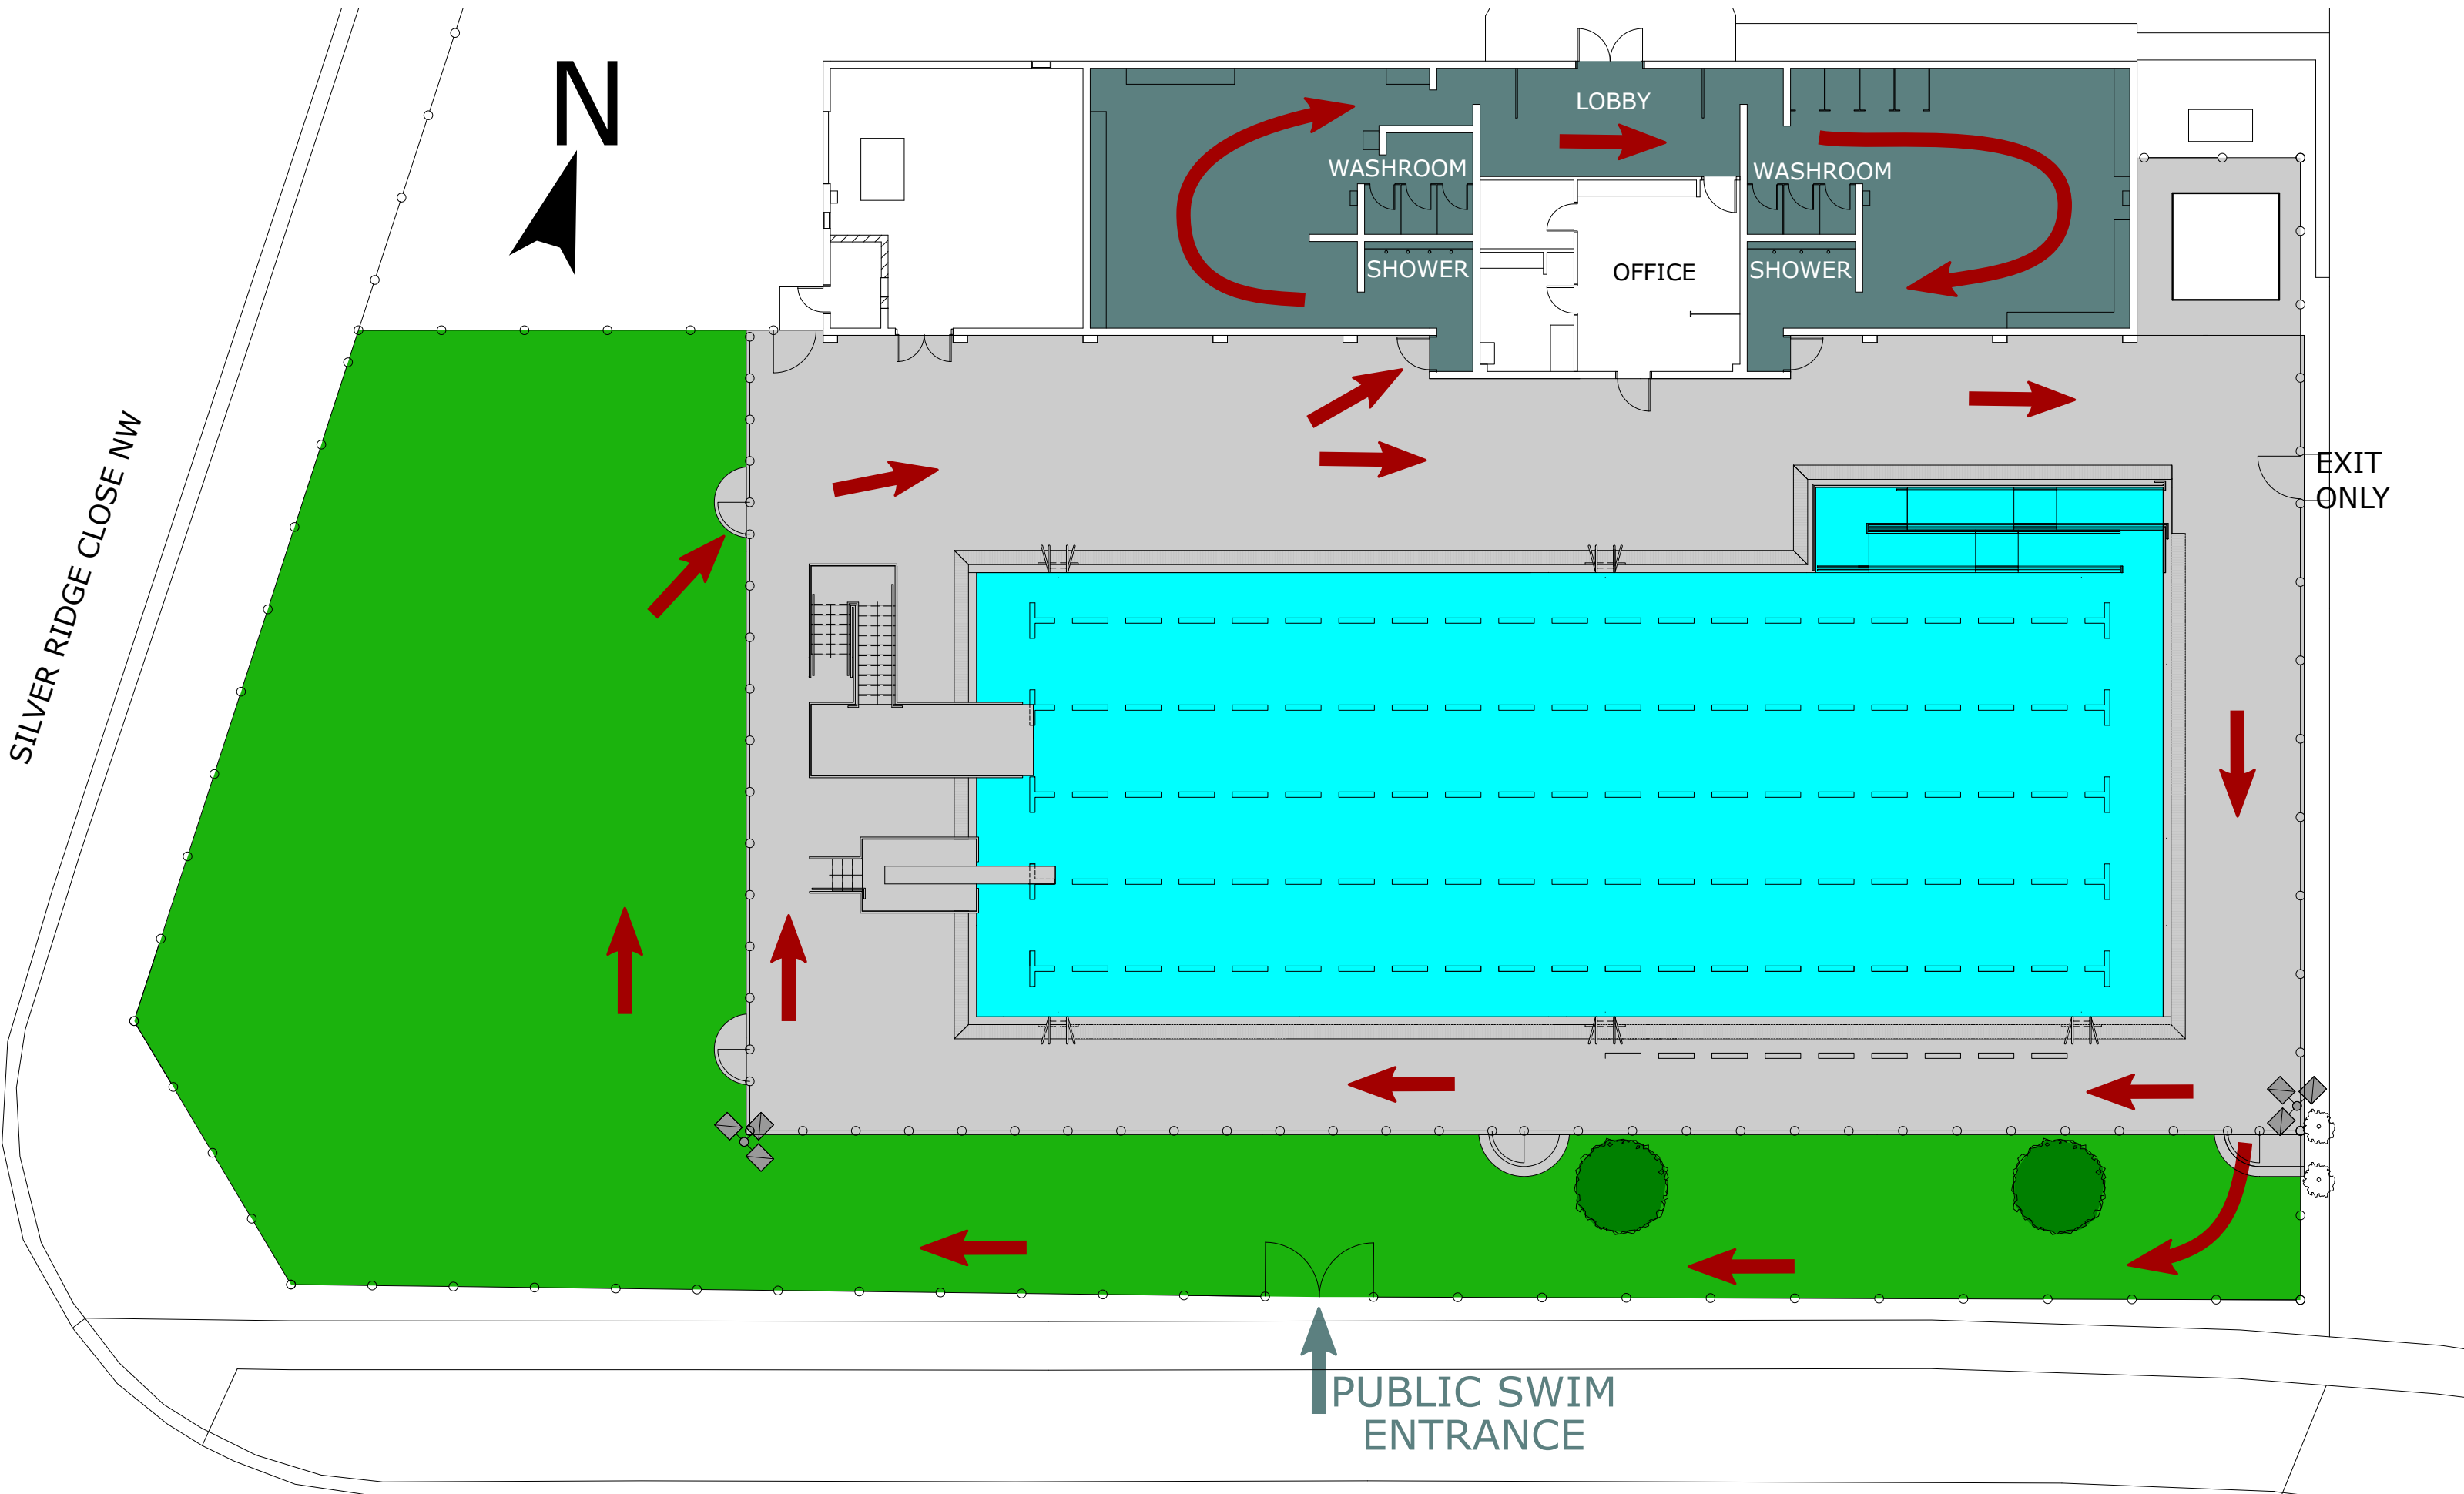 N
LOBBY
WASHROOM
WASHROOM
SHOWER
OFFICE
SHOWER
SILVER RIDGE CLOSE NW
EXIT
ONLY
PUBLIC SWIM
ENTRANCE